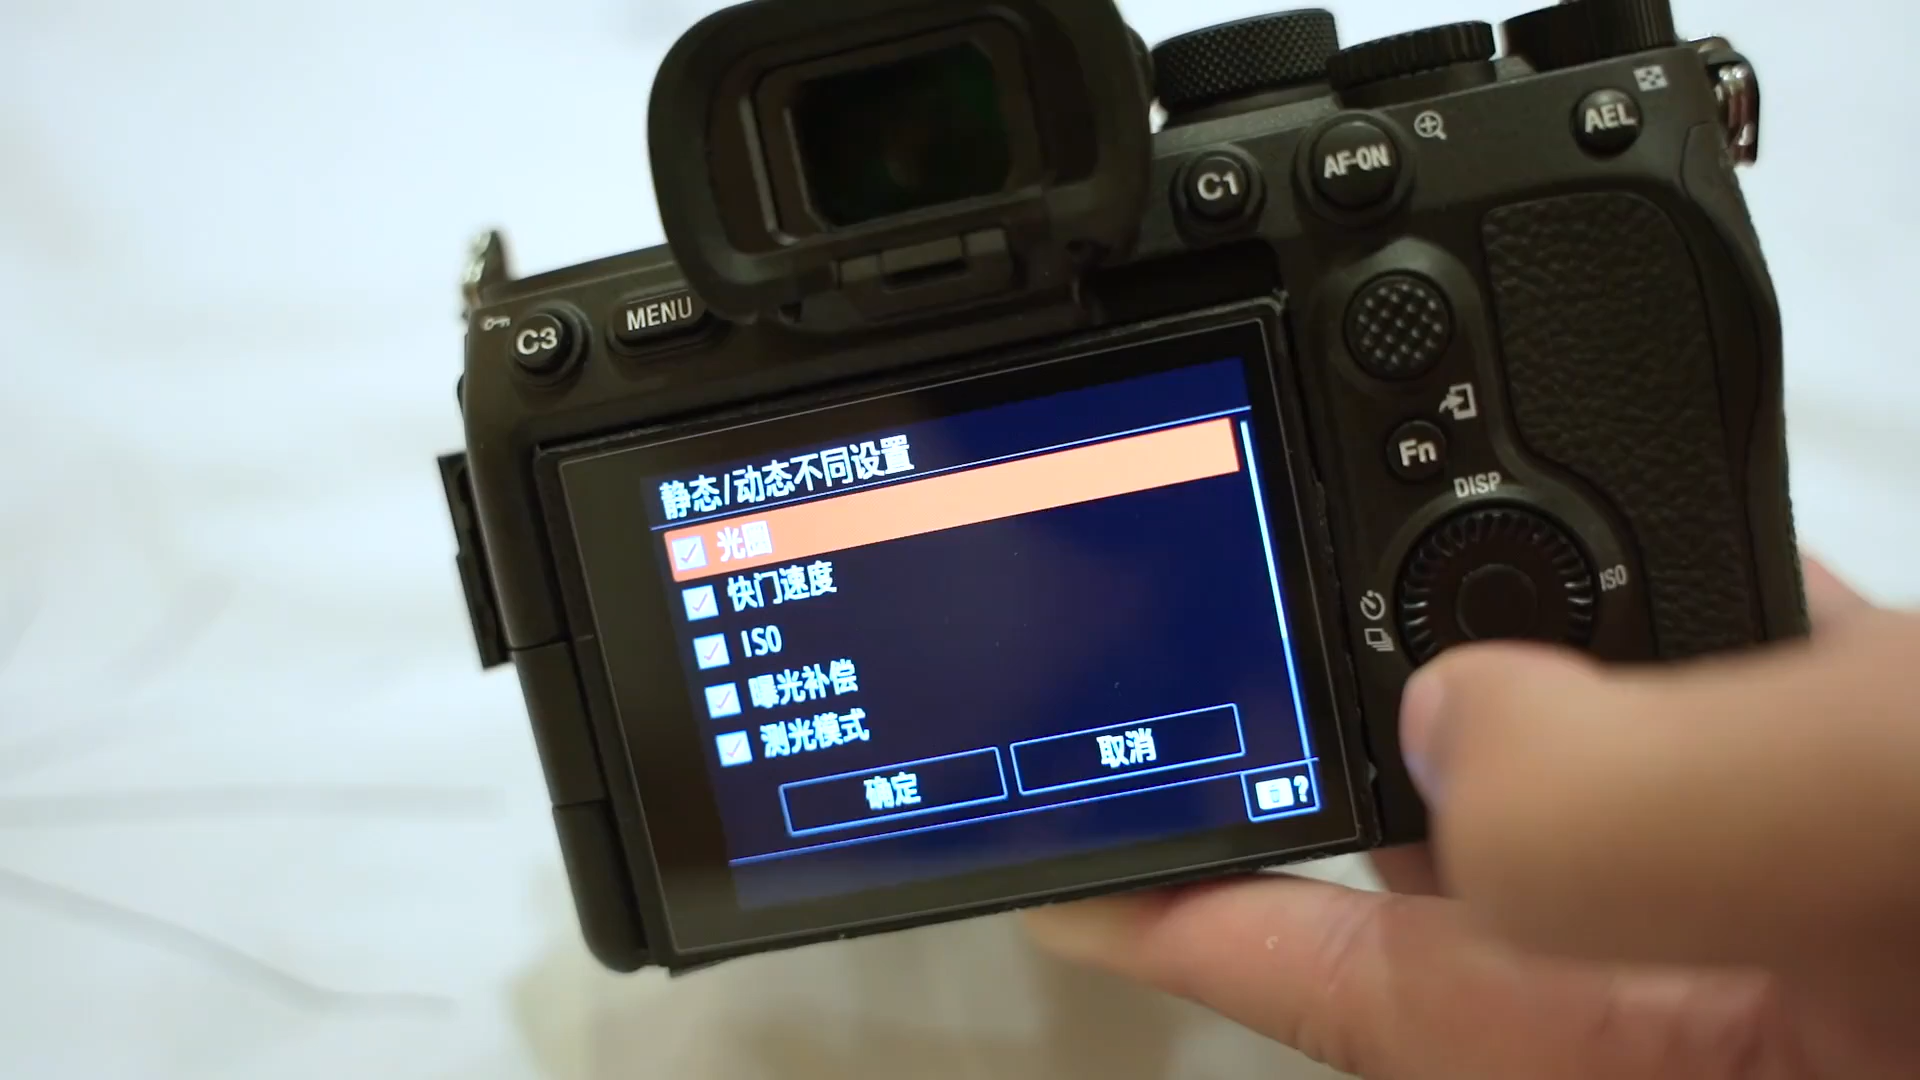 AEL
AF-ON
C1
C3
MENU
Fn
DISP
ISO
静态/动态不同设置
光圈
快门速度
ISO
曝光补偿
测光模式
确定
取消
?